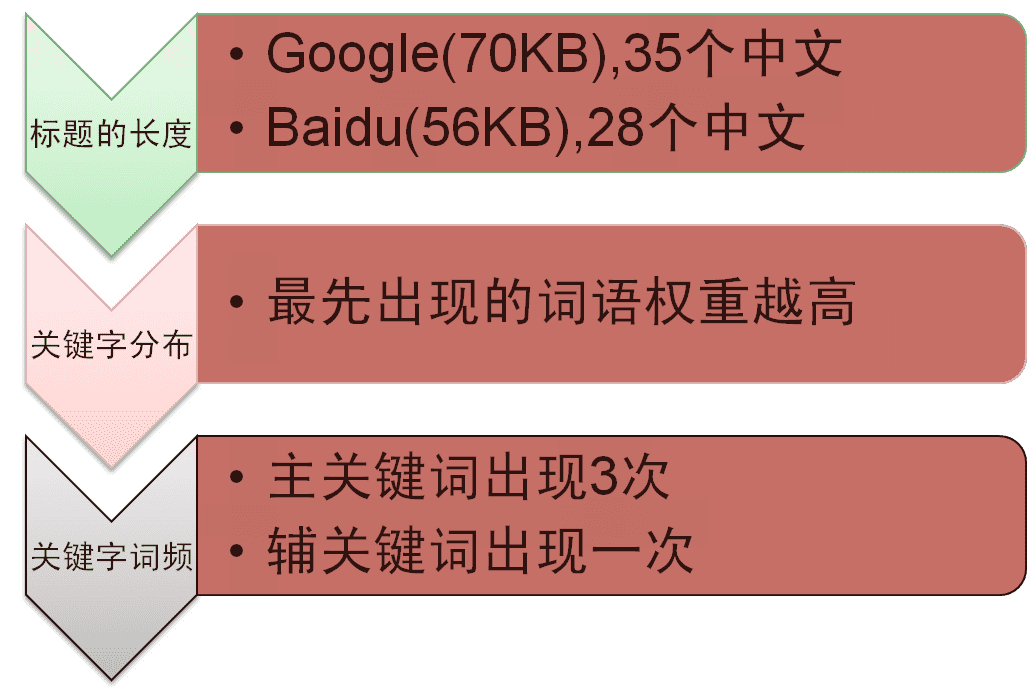 标题的长度
• Google(70KB),35个中文
• Baidu(56KB),28个中文
关键字分布
• 最先出现的词语权重越高
关键字词频
• 主关键词出现3次
• 辅关键词出现一次